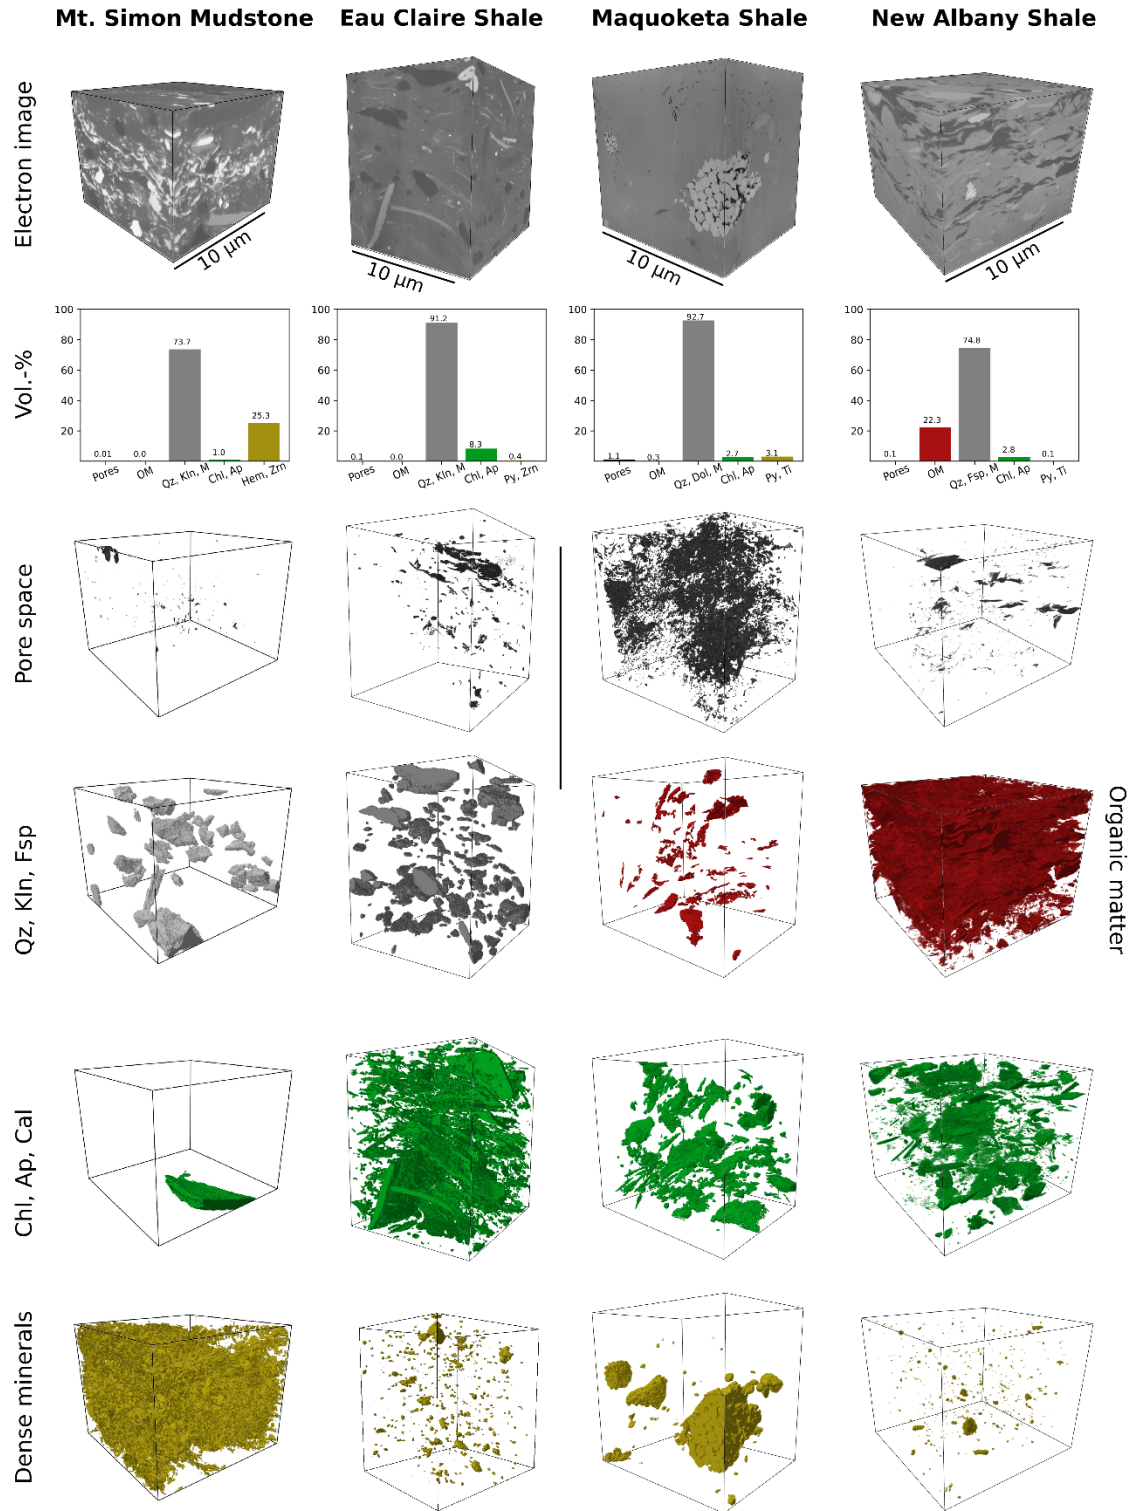 Mt. Simon Mudstone Eau Claire Shale Maquoketa Shale New Albany Shale
Electron image
10 μm 10 μm 10 μm 10 μm
Vol.-%
100 80 60 40 20
0.01 0.0 73.7 1.0 25.3
Pores OM Qz, Kln, M Chl, Ap Hem, Zrn
100 80 60 40 20
0.1 0.0 91.2 8.3 0.4
Pores OM Qz, Kln, M Chl, Ap Py, Zrn
100 80 60 40 20
1.1 0.3 92.7 2.7 3.1
Pores OM Qz, Dol, M Chl, Ap Py, Ti
100 80 60 40 20
0.1 22.3 74.8 2.8 0.1
Pores OM Qz, Fsp, M Chl, Ap Py, Ti
Pore space
Qz, Kln, Fsp
Organic matter
Chl, Ap, Cal
Dense minerals